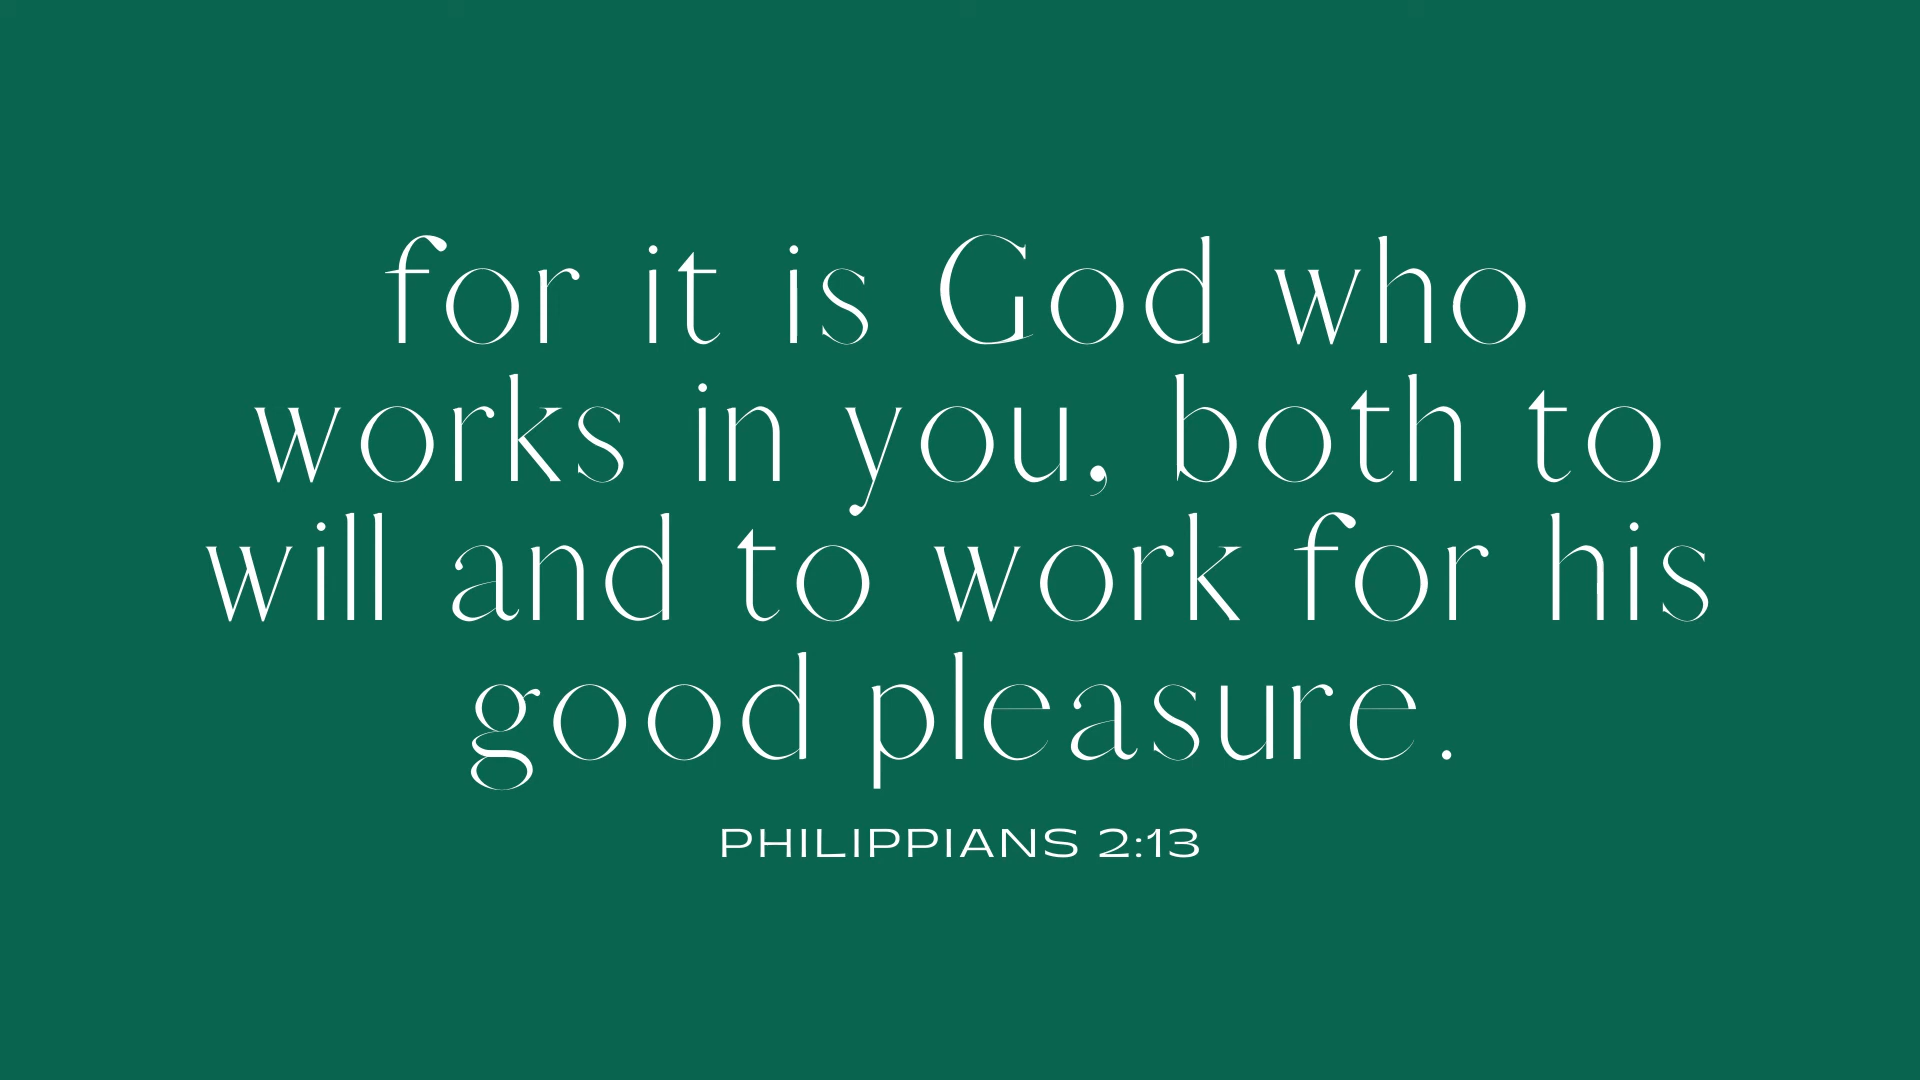 for it is God who
works in you, both to
will and to work for his
good pleasure.
PHILIPPIANS 2:13